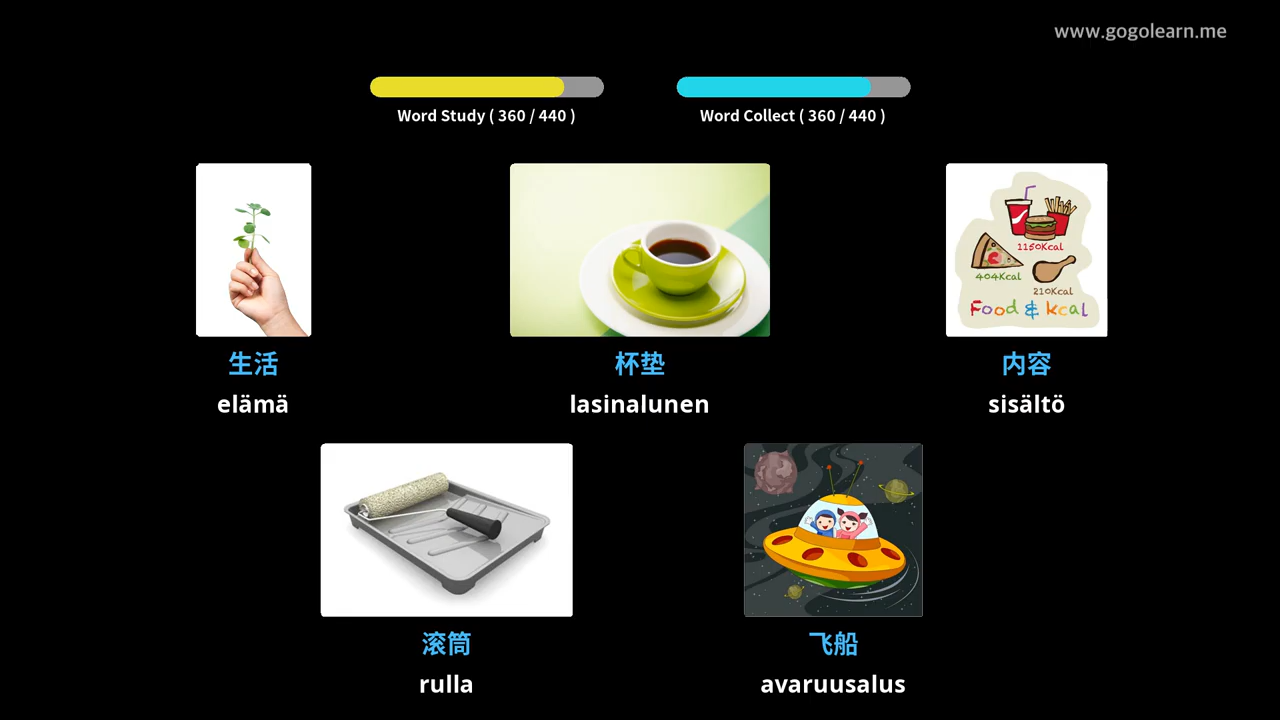 www.gogolearn.me
Word Study ( 360 / 440 )
Word Collect ( 360 / 440 )
1150Kcal
404Kcal
210Kcal
Food & kcal
生活
杯垫
内容
elämä
lasinalunen
sisältö
滚筒
飞船
rulla
avaruusalus